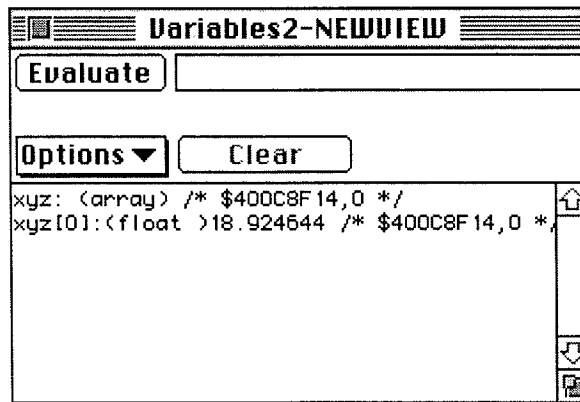 Variables2-NEWVIEW
Evaluate
Options Clear
xyz: (array) /* $400C8F14,0 */
xyz[0]:(float )18.924644 /* $400C8F14,0 *